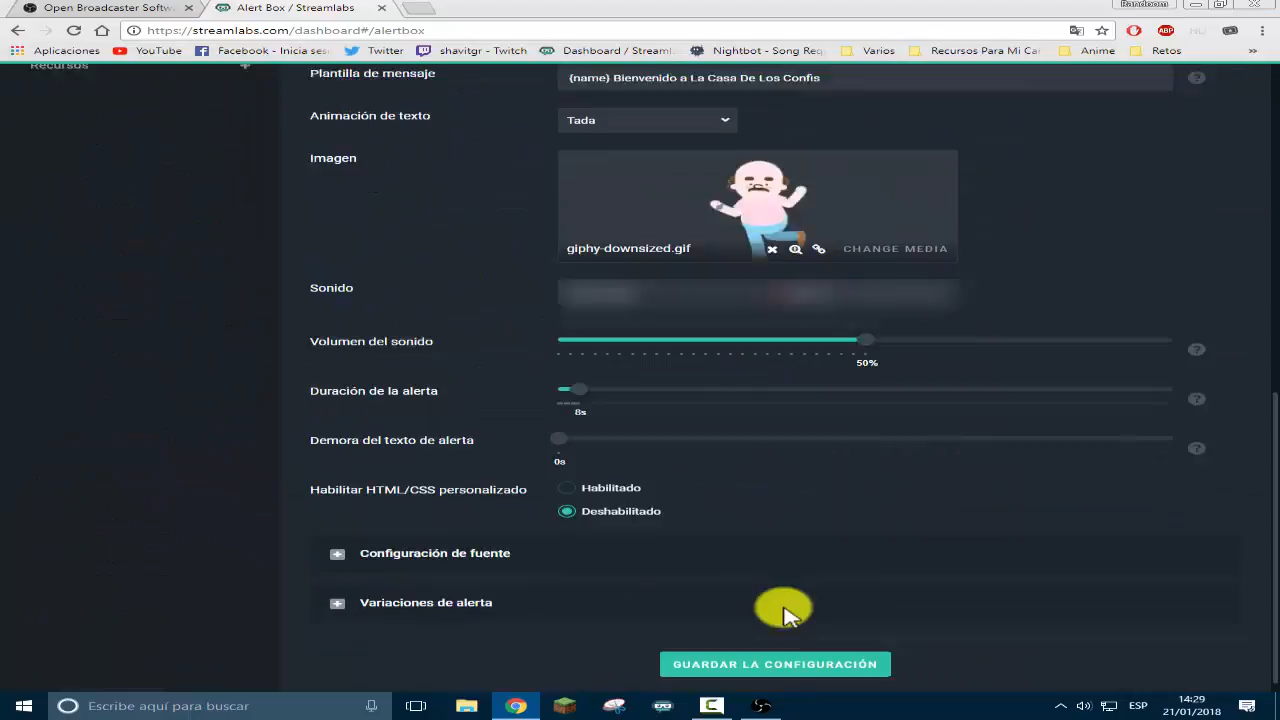 Open Broadcaster Softw
Alert Box / Streamlabs
Randoom
https://streamlabs.com/dashboard#/alertbox
Aplicaciones
YouTube
Facebook - Inicia ses
Twitter
shavitgr - Twitch
Dashboard / Streaml
Nightbot - Song Re
Varios
Recursos Para Mi Car
Anime
Retos
»
Recursos +
Plantilla de mensaje
{name} Bienvenido a La Casa De Los Confis
?
Animación de texto
Tada
Imagen
giphy-downsized.gif
CHANGE MEDIA
Sonido
Volumen del sonido
?
50%
Duración de la alerta
?
8s
Demora del texto de alerta
?
0s
Habilitar HTML/CSS personalizado
Habilitado
Deshabilitado
Configuración de fuente
Variaciones de alerta
GUARDAR LA CONFIGURACIÓN
Escribe aquí para buscar
ESP
14:29
21/01/2018